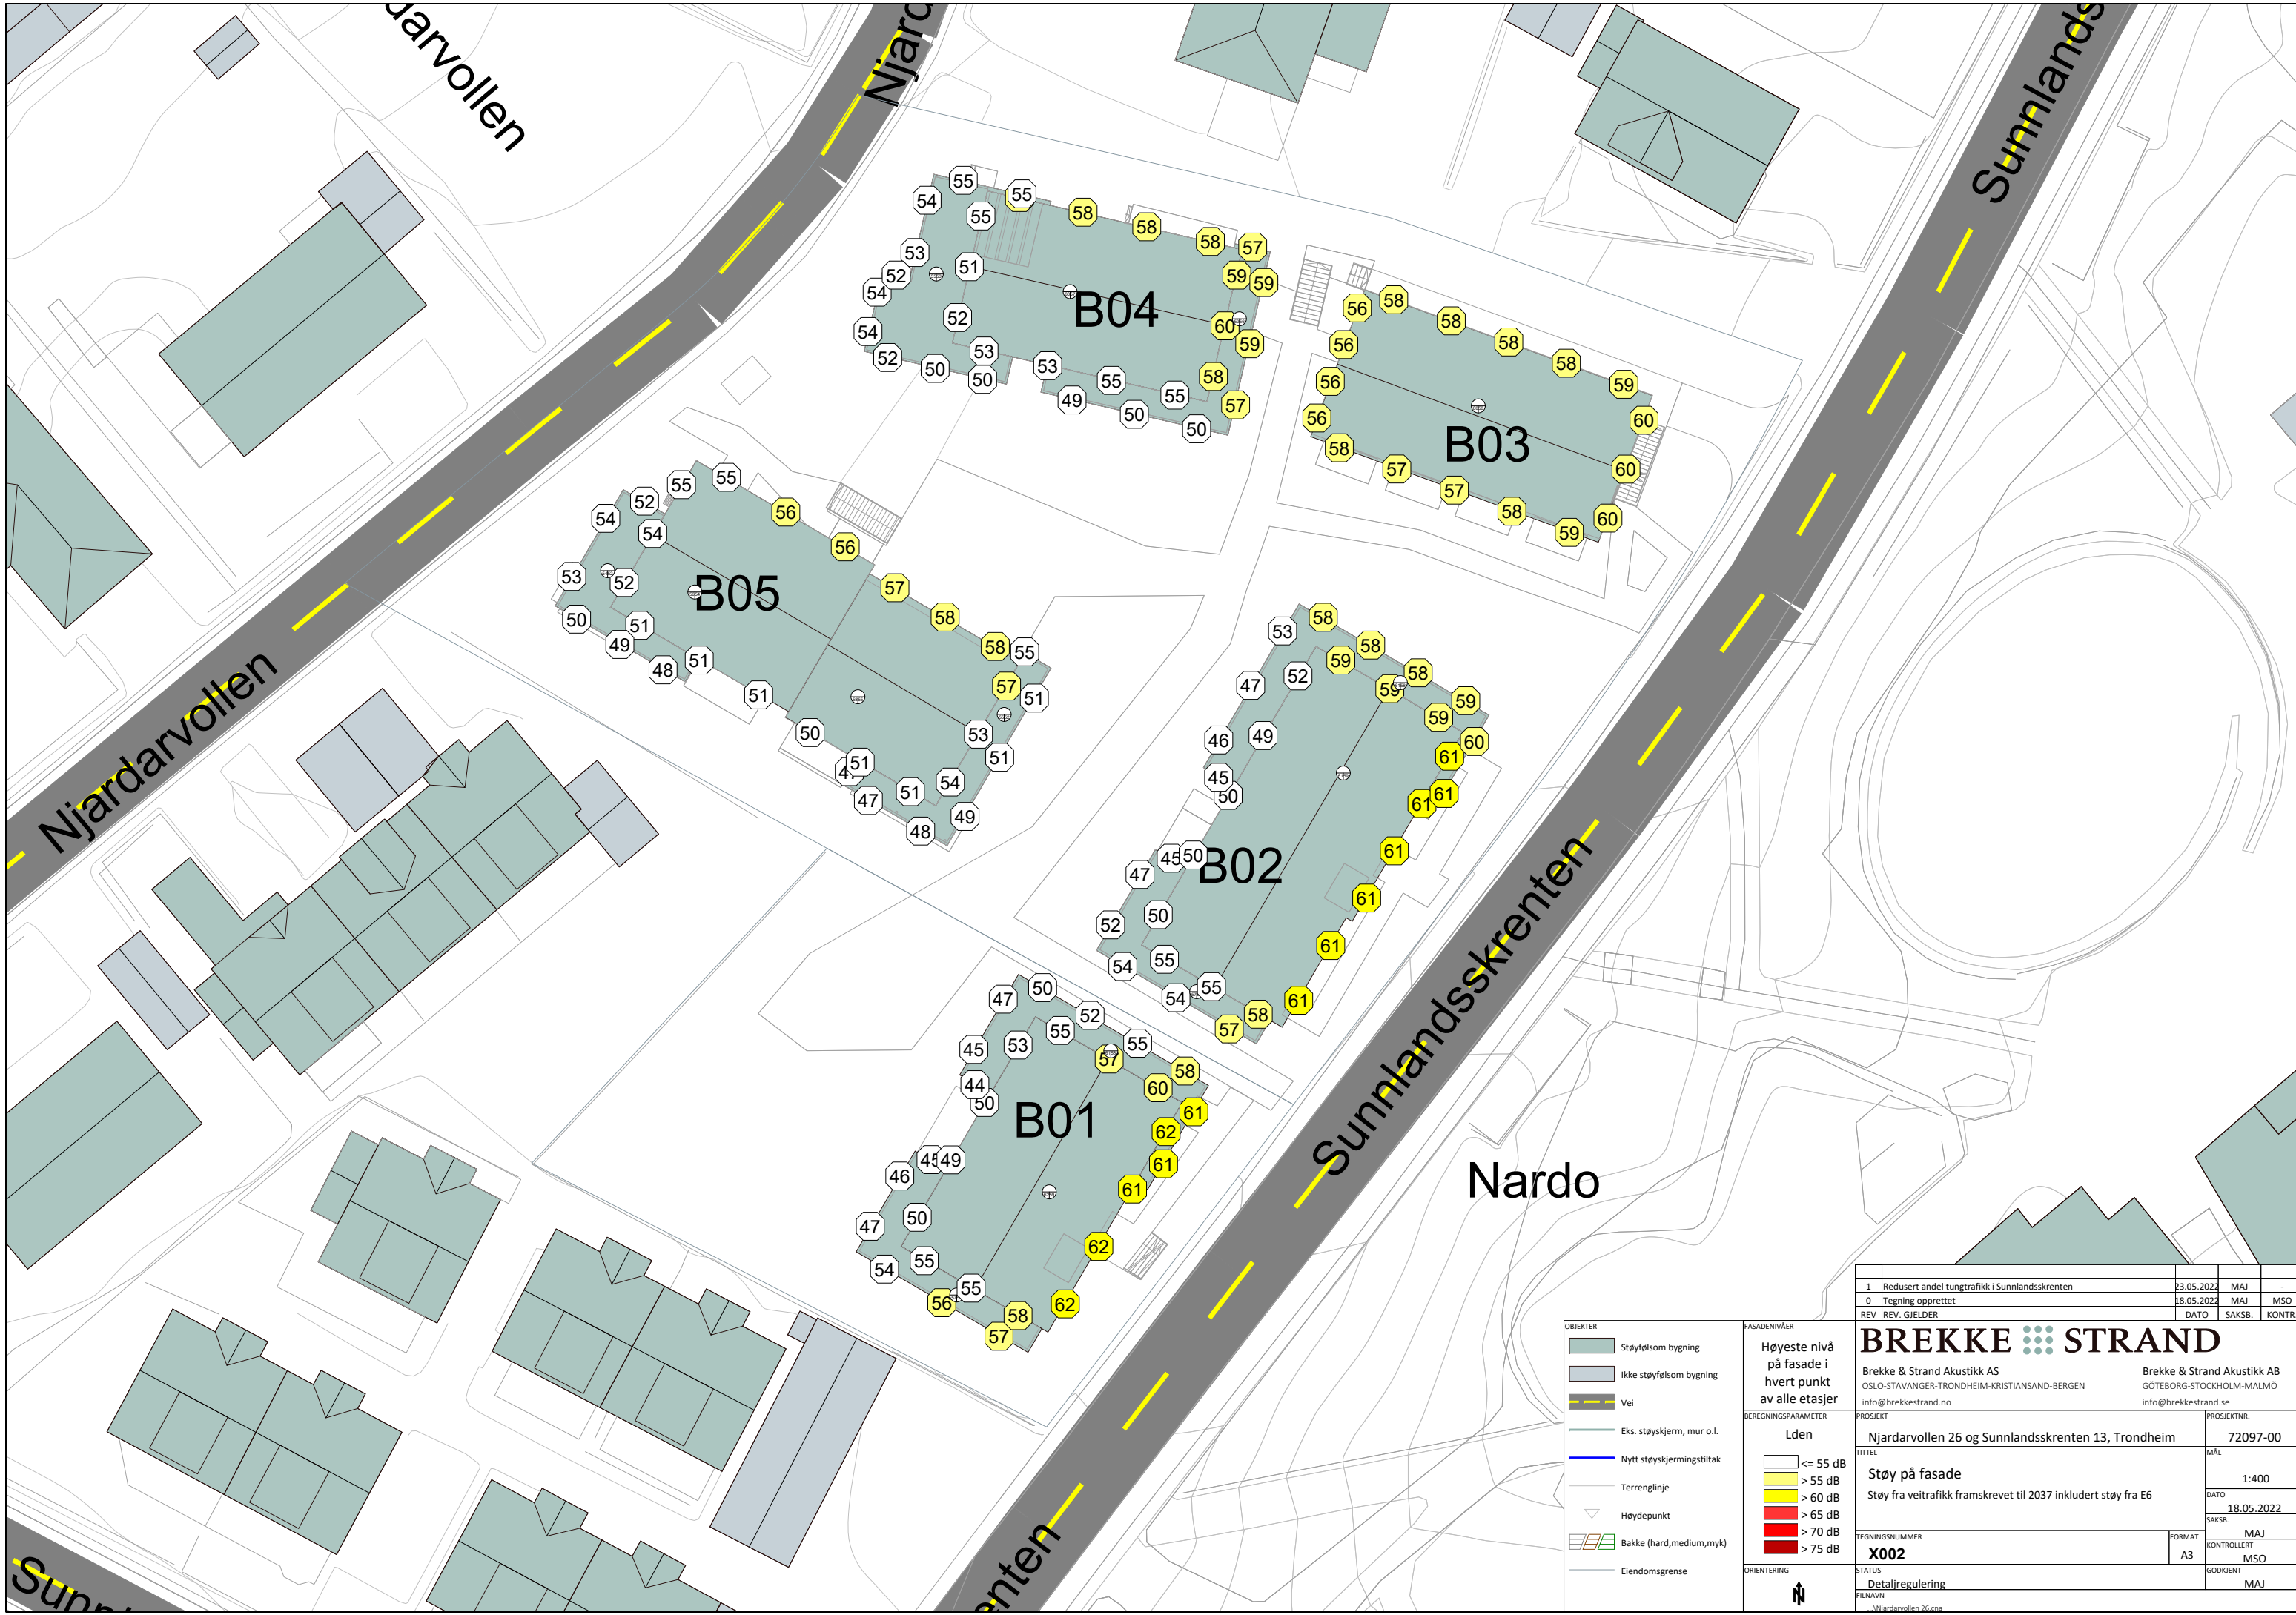 darvollen
Njard
Sunnlands
55
54
55
55
58
58
58
57
53
52
54
51
59
59
B04
52
60
59
54
52
53
50
50
53
55
55
58
57
49
50
50
56
58
58
58
58
59
56
56
56
60
B03
60
58
57
57
58
59
60
55
55
52
54
54
56
56
53
52
B05
57
58
58
55
50
51
49
48
51
51
57
51
50
53
51
51
54
51
47
48
49
53
58
58
58
59
59
59
59
60
52
47
46
49
45
50
61
61
61
61
61
61
61
45
50
B02
47
52
50
54
55
54
55
57
58
47
50
52
55
58
45
53
55
57
60
61
44
50
B01
62
61
61
45
49
46
47
50
62
62
54
55
56
55
57
58
Njardarvollen
Sunnlandsskrenten
Nardo
enten
1 Redusert andel tungtrafikk i Sunnlandsskrenten 23.05.2022 MAJ -
0 Tegning opprettet 18.05.2022 MAJ MSO
REV REV. GJELDER DATO SAKSB. KONTR
OBJEKTER
Støyfølsom bygning
Ikke støyfølsom bygning
Vei
Eks. støyskjerm, mur o.l.
Nytt støyskjermingstiltak
Terrenglinje
Høydepunkt
Bakke (hard,medium,myk)
Eiendomsgrense
FASADENIVÅER
Høyeste nivå
på fasade i
hvert punkt
av alle etasjer
BEREGNINGSPARAMETER
Lden
<= 55 dB
> 55 dB
> 60 dB
> 65 dB
> 70 dB
> 75 dB
ORIENTERING
N
BREKKE STRAND
Brekke & Strand Akustikk AS
OSLO-STAVANGER-TRONDHEIM-KRISTIANSAND-BERGEN
info@brekkestrand.no
Brekke & Strand Akustikk AB
GÖTEBORG-STOCKHOLM-MALMÖ
info@brekkestrand.se
PROSJEKT
Njardarvollen 26 og Sunnlandsskrenten 13, Trondheim
PROSJEKTNR.
72097-00
TITTEL
Støy på fasade
Støy fra veitrafikk framskrevet til 2037 inkludert støy fra E6
MÅL
1:400
DATO
18.05.2022
SAKSB.
MAJ
TEGNINGSNUMMER
X002
FORMAT
A3
KONTROLLERT
MSO
STATUS
Detaljregulering
GODKJENT
MAJ
FILNAVN
...\Njardarvollen 26.cna